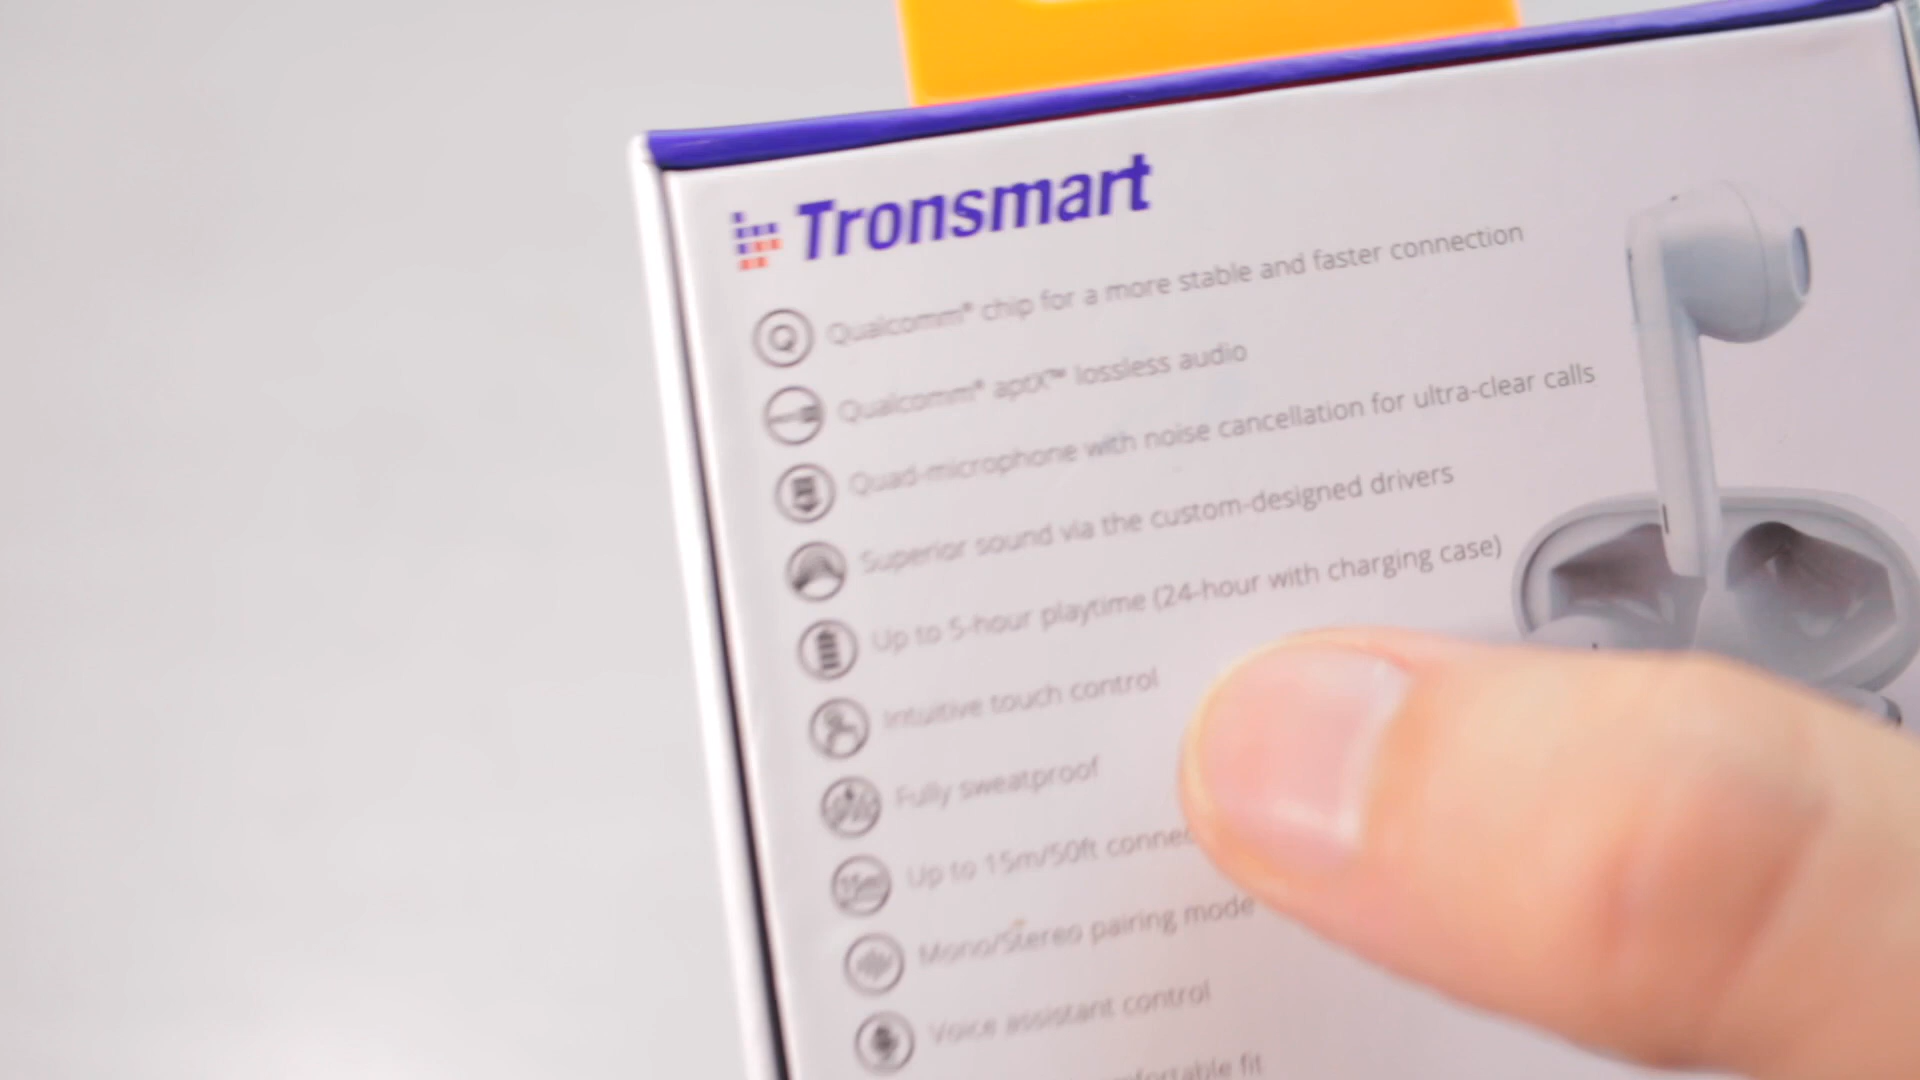 Tronsmart
Qualcomm® chip for a more stable and faster connection
Qualcomm® aptX™ lossless audio
Quad-microphone with noise cancellation for ultra-clear calls
Superior sound via the custom-designed drivers
Up to 5-hour playtime (24-hour with charging case)
Intuitive touch control
Fully sweatproof
15m
Up to 15m/50ft
Mono/Stereo pairing mode
Voice assistant control
fit